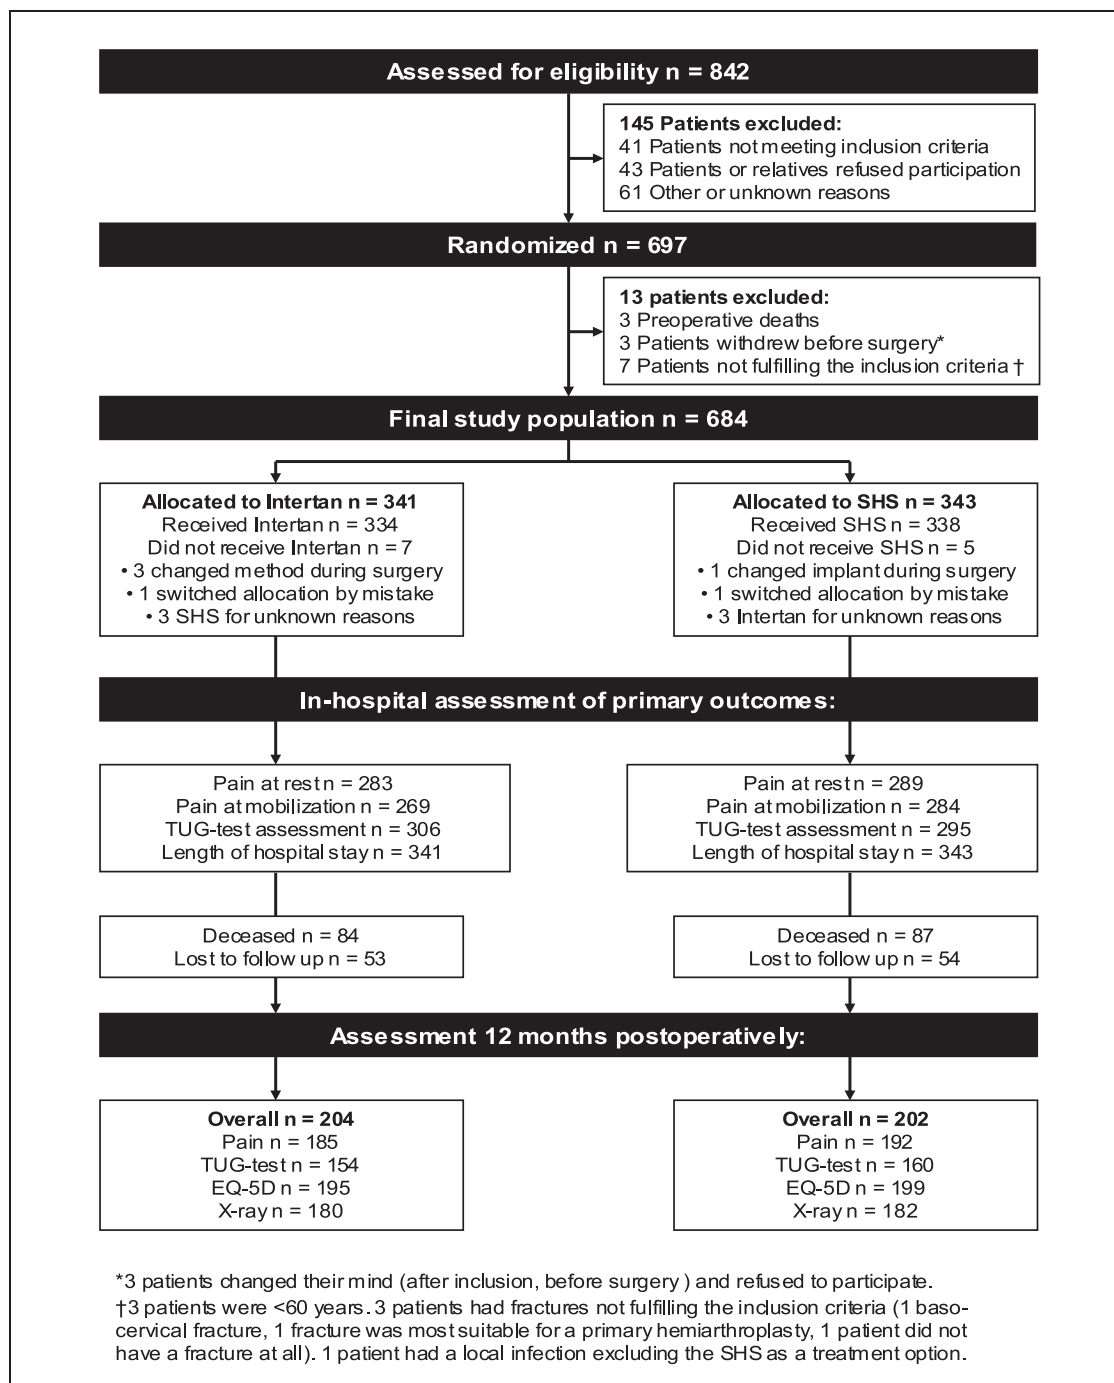 Assessed for eligibility n = 842
145 Patients excluded:
41 Patients not meeting inclusion criteria
43 Patients or relatives refused participation
61 Other or unknown reasons
Randomized n = 697
13 patients excluded:
3 Preoperative deaths
3 Patients withdrew before surgery*
7 Patients not fulfilling the inclusion criteria †
Final study population n = 684
Allocated to Intertan n = 341
Received Intertan n = 334
Did not receive Intertan n = 7
• 3 changed method during surgery
• 1 switched allocation by mistake
• 3 SHS for unknown reasons
Allocated to SHS n = 343
Received SHS n = 338
Did not receive SHS n = 5
• 1 changed implant during surgery
• 1 switched allocation by mistake
• 3 Intertan for unknown reasons
In-hospital assessment of primary outcomes:
Pain at rest n = 283
Pain at mobilization n = 269
TUG-test assessment n = 306
Length of hospital stay n = 341
Pain at rest n = 289
Pain at mobilization n = 284
TUG-test assessment n = 295
Length of hospital stay n = 343
Deceased n = 84
Lost to follow up n = 53
Deceased n = 87
Lost to follow up n = 54
Assessment 12 months postoperatively:
Overall n = 204
Pain n = 185
TUG-test n = 154
EQ-5D n = 195
X-ray n = 180
Overall n = 202
Pain n = 192
TUG-test n = 160
EQ-5D n = 199
X-ray n = 182
*3 patients changed their mind (after inclusion, before surgery ) and refused to participate.
†3 patients were <60 years. 3 patients had fractures not fulfilling the inclusion criteria (1 baso-
cervical fracture, 1 fracture was most suitable for a primary hemiarthroplasty, 1 patient did not
have a fracture at all). 1 patient had a local infection excluding the SHS as a treatment option.